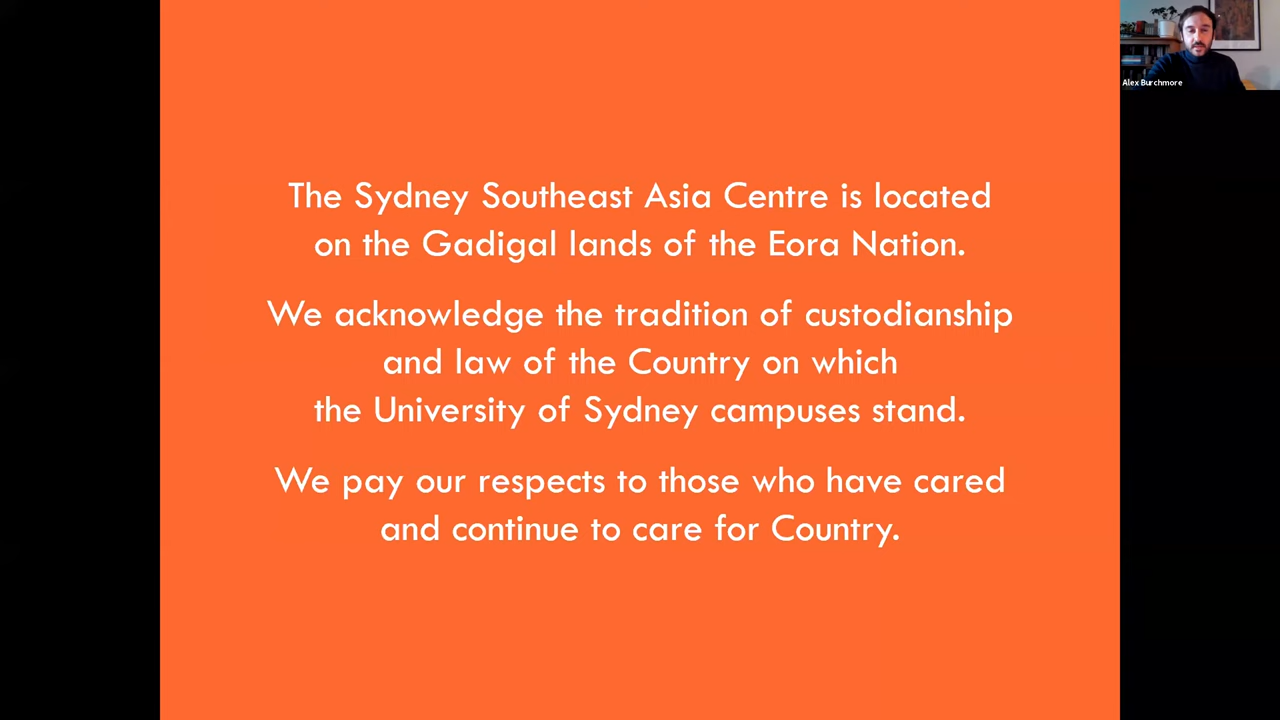 The Sydney Southeast Asia Centre is located
on the Gadigal lands of the Eora Nation.
We acknowledge the tradition of custodianship
and law of the Country on which
the University of Sydney campuses stand.
We pay our respects to those who have cared
and continue to care for Country.
Alex Burchmore